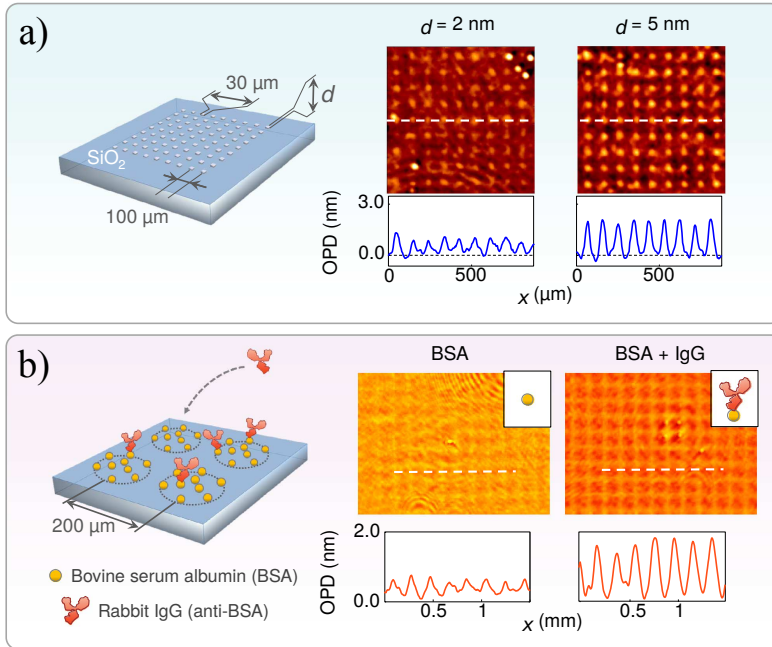 a)
d = 2 nm
d = 5 nm
30 µm
d
SiO2
100 µm
3.0
0.0
OPD (nm)
0
500
0
500
x (µm)
b)
BSA
BSA + IgG
200 µm
Bovine serum albumin (BSA)
Rabbit IgG (anti-BSA)
2.0
0.0
OPD (nm)
0.5
1
0.5
1
x (mm)